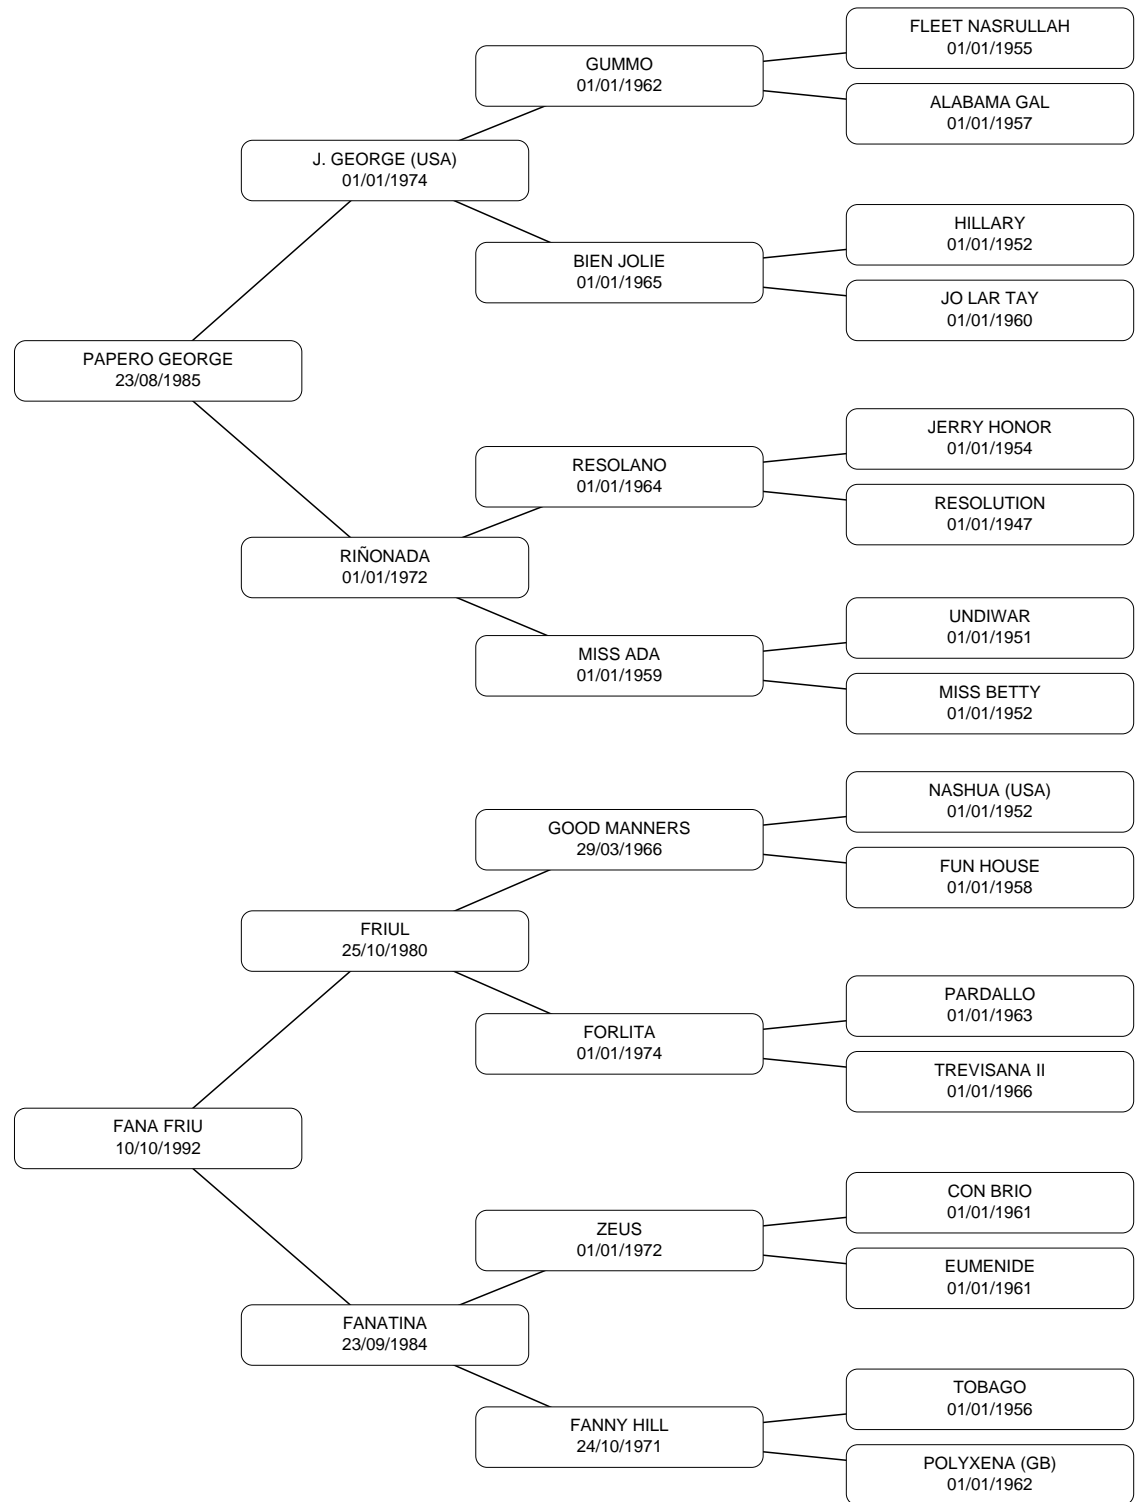 FLEET NASRULLAH
01/01/1955
GUMMO
01/01/1962
ALABAMA GAL
01/01/1957
J. GEORGE (USA)
01/01/1974
HILLARY
01/01/1952
BIEN JOLIE
01/01/1965
JO LAR TAY
01/01/1960
PAPERO GEORGE
23/08/1985
JERRY HONOR
01/01/1954
RESOLANO
01/01/1964
RESOLUTION
01/01/1947
RIÑONADA
01/01/1972
UNDIWAR
01/01/1951
MISS ADA
01/01/1959
MISS BETTY
01/01/1952
NASHUA (USA)
01/01/1952
GOOD MANNERS
29/03/1966
FUN HOUSE
01/01/1958
FRIUL
25/10/1980
PARDALLO
01/01/1963
FORLITA
01/01/1974
TREVISANA II
01/01/1966
FANA FRIU
10/10/1992
CON BRIO
01/01/1961
ZEUS
01/01/1972
EUMENIDE
01/01/1961
FANATINA
23/09/1984
TOBAGO
01/01/1956
FANNY HILL
24/10/1971
POLYXENA (GB)
01/01/1962